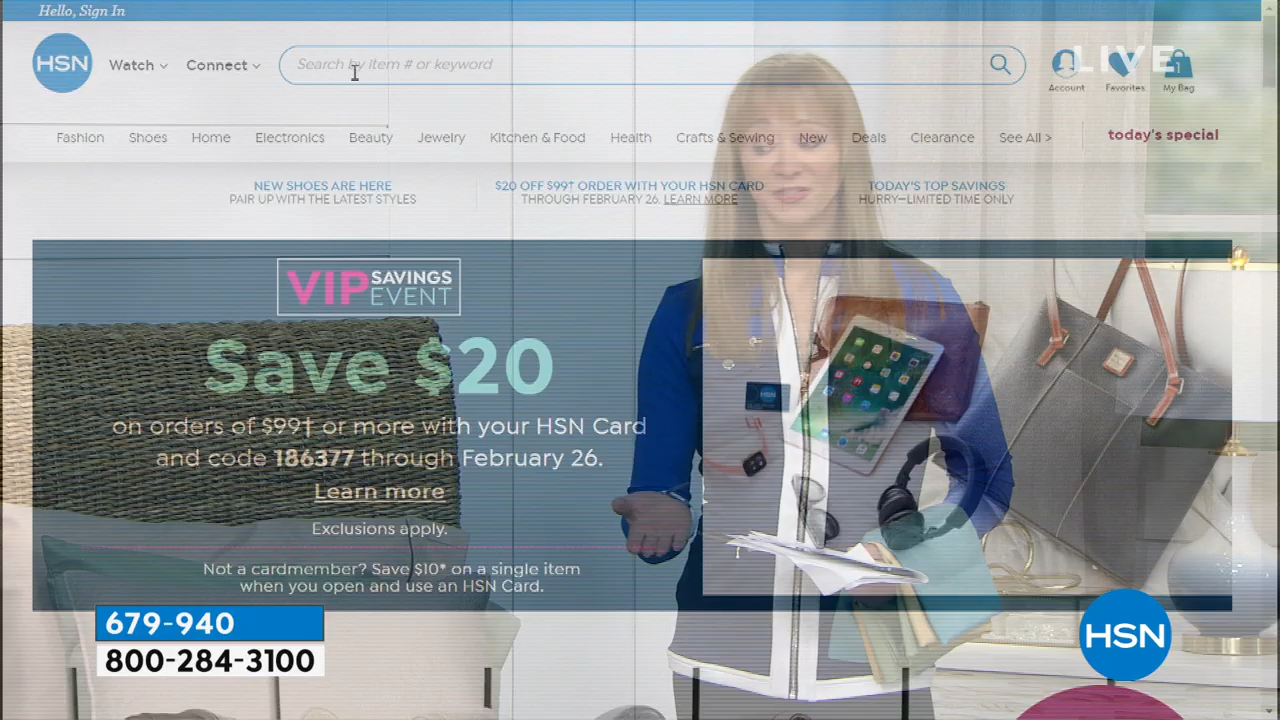 Hello, Sign In
HSN
Watch
Connect
Search by item # or keyword
LIVE
Account
Favorites
1
My Bag
Fashion
Shoes
Home
Electronics
Beauty
Jewelry
Kitchen & Food
Health
Crafts & Sewing
New
Deals
Clearance
See All >
today's special
NEW SHOES ARE HERE
PAIR UP WITH THE LATEST STYLES
$20 OFF $99† ORDER WITH YOUR HSN CARD
THROUGH FEBRUARY 26. LEARN MORE
TODAY'S TOP SAVINGS
HURRY—LIMITED TIME ONLY
VIP SAVINGS EVENT
Save $20
on orders of $99† or more with your HSN Card
and code 186377 through February 26.
Learn more
Exclusions apply.
Not a cardmember? Save $10* on a single item
when you open and use an HSN Card.
HSN
679-940
800-284-3100
HSN